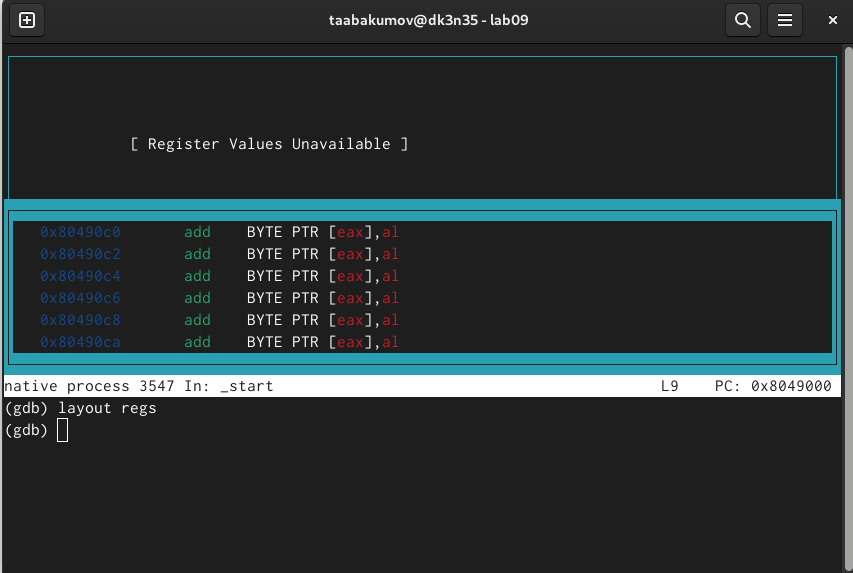 taabakumov@dk3n35 - lab09
[ Register Values Unavailable ]
0x80490c0 add BYTE PTR [eax],al
0x80490c2 add BYTE PTR [eax],al
0x80490c4 add BYTE PTR [eax],al
0x80490c6 add BYTE PTR [eax],al
0x80490c8 add BYTE PTR [eax],al
0x80490ca add BYTE PTR [eax],al
native process 3547 In: _start L9 PC: 0x8049000
(gdb) layout regs
(gdb)